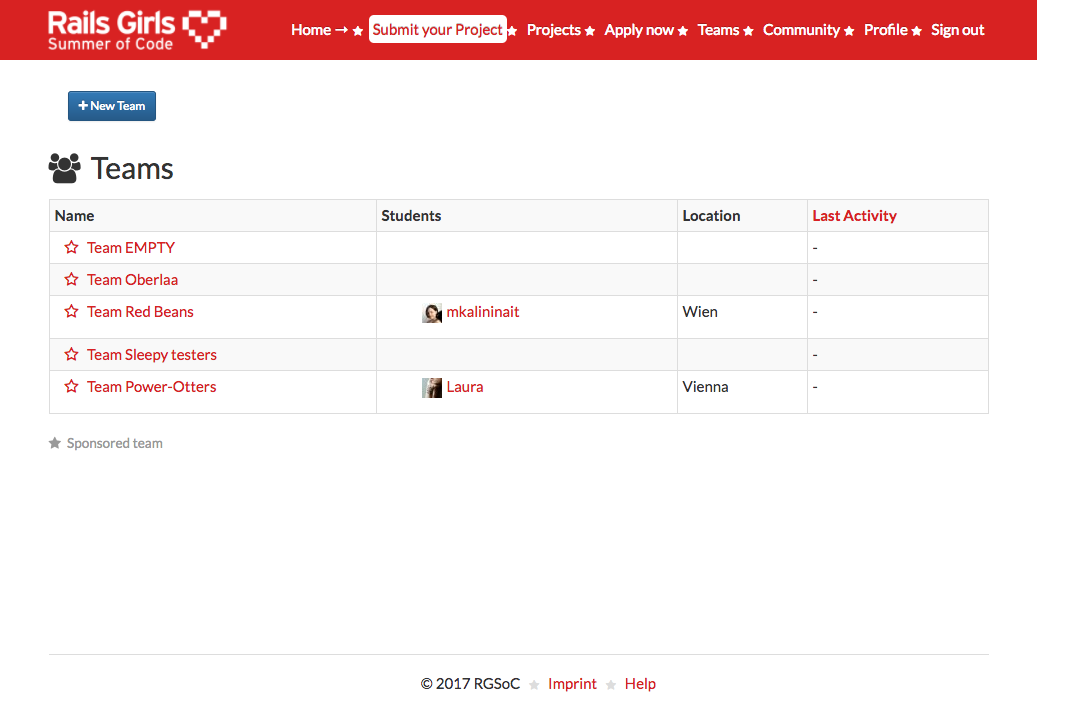 Rails Girls
Summer of Code
Home → ★ Submit your Project ★ Projects ★ Apply now ★ Teams ★ Community ★ Profile ★ Sign out
+ New Team
Teams
Name Students Location Last Activity
☆ Team EMPTY -
☆ Team Oberlaa -
☆ Team Red Beans mkalininait Wien -
☆ Team Sleepy testers -
☆ Team Power-Otters Laura Vienna -
★ Sponsored team
© 2017 RGSoC ★ Imprint ★ Help